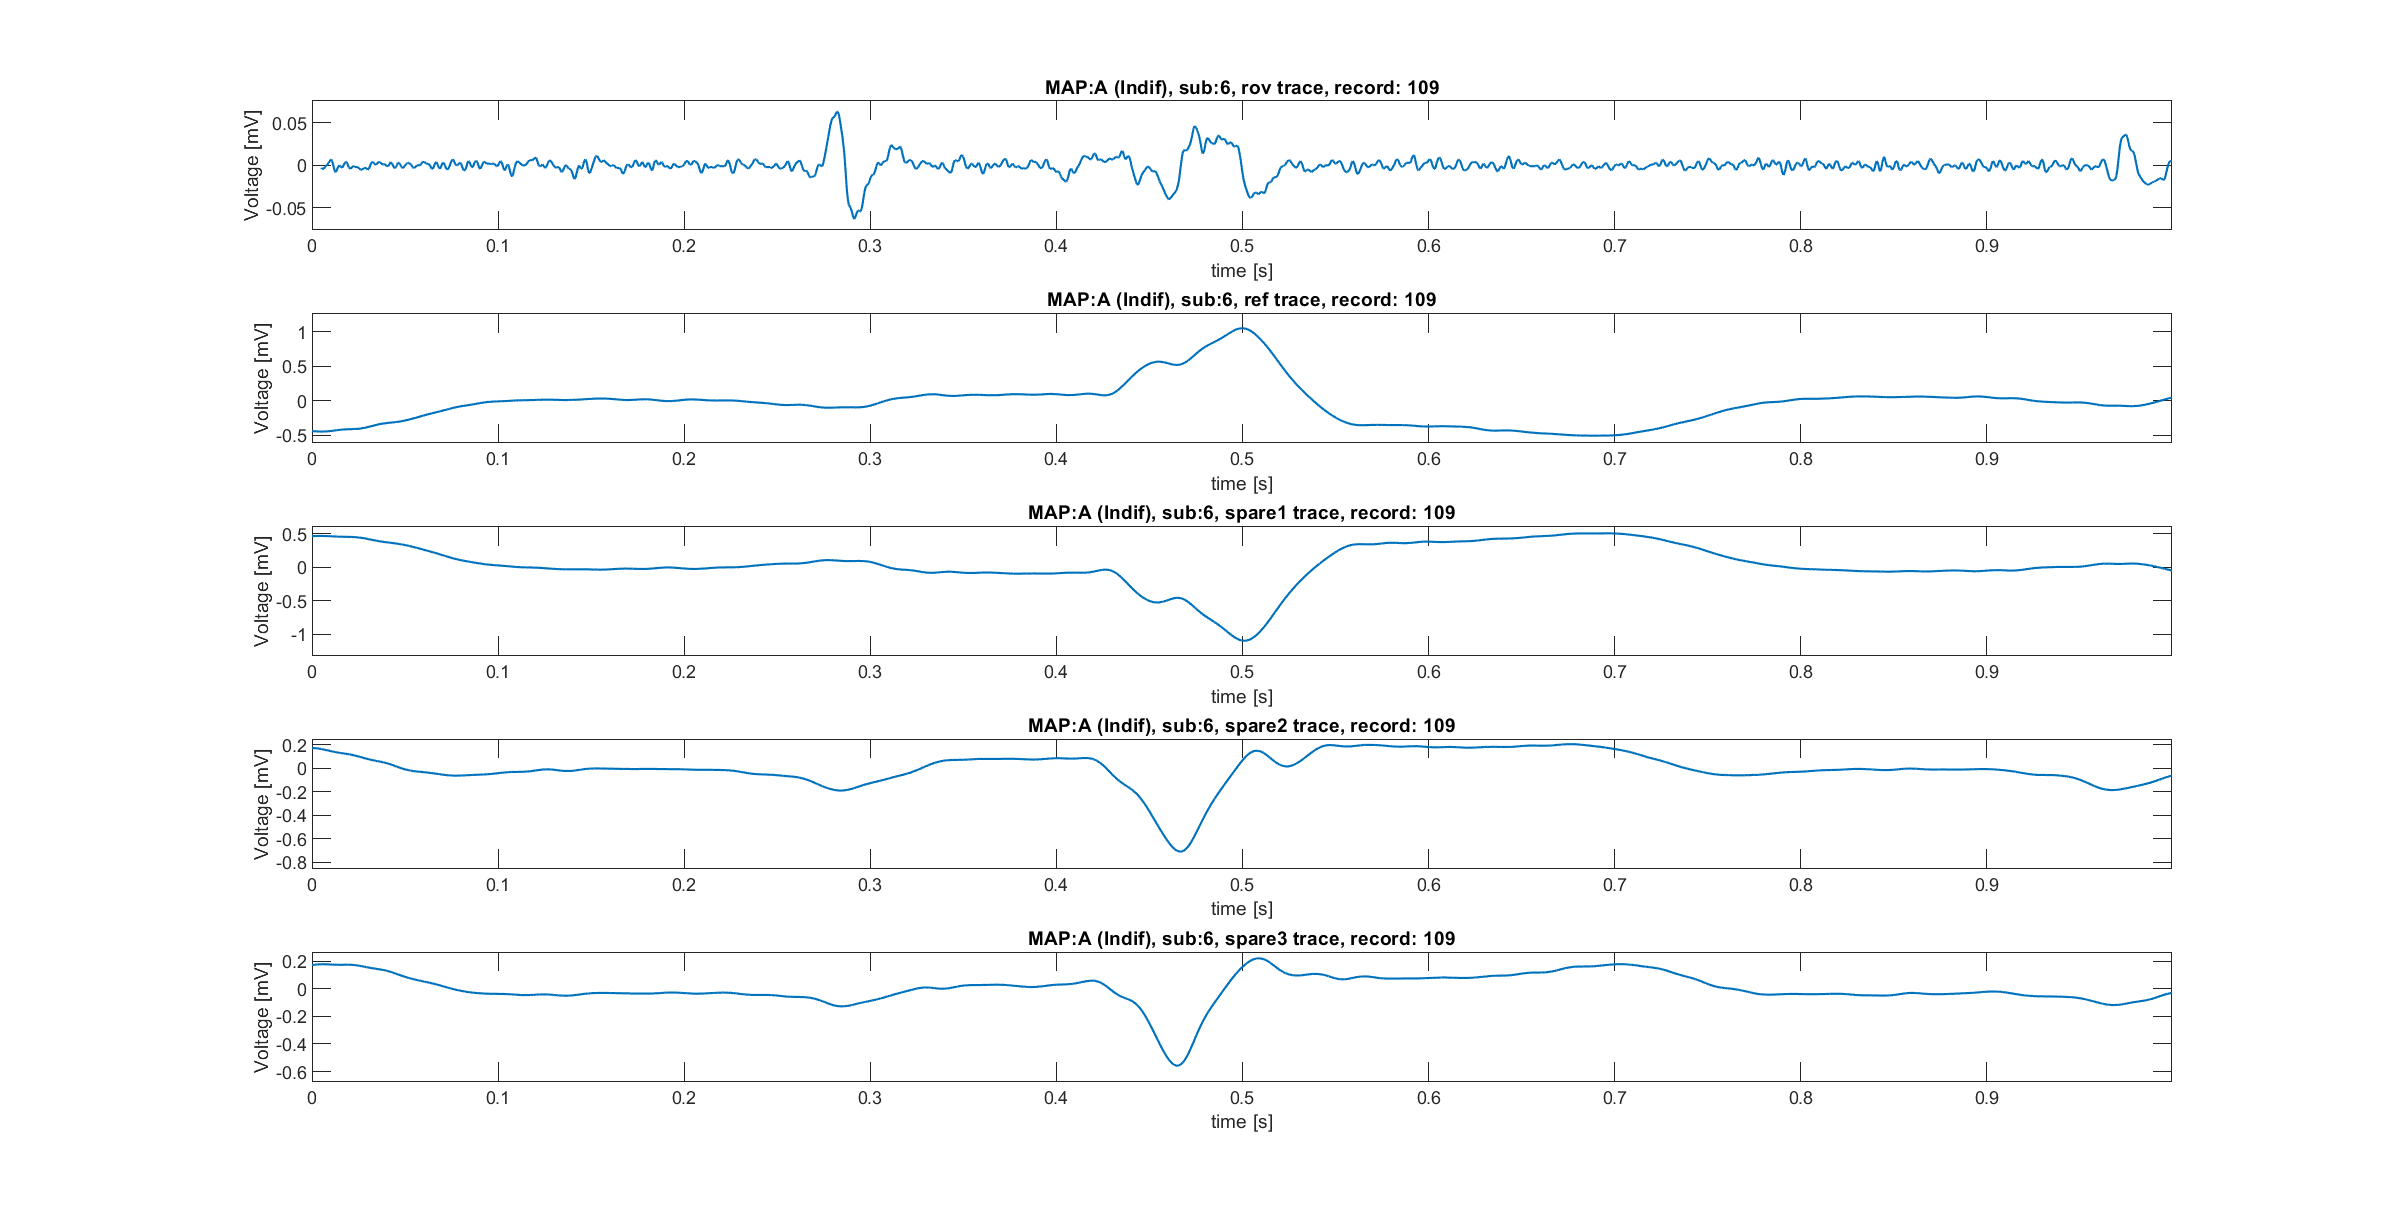 MAP:A (Indif), sub:6, rov trace, record: 109
Voltage [mV]
0.05
0
-0.05
0 0.1 0.2 0.3 0.4 0.5 0.6 0.7 0.8 0.9
time [s]
MAP:A (Indif), sub:6, ref trace, record: 109
Voltage [mV]
1
0.5
0
-0.5
0 0.1 0.2 0.3 0.4 0.5 0.6 0.7 0.8 0.9
time [s]
MAP:A (Indif), sub:6, spare1 trace, record: 109
Voltage [mV]
0.5
0
-0.5
-1
0 0.1 0.2 0.3 0.4 0.5 0.6 0.7 0.8 0.9
time [s]
MAP:A (Indif), sub:6, spare2 trace, record: 109
Voltage [mV]
0.2
0
-0.2
-0.4
-0.6
-0.8
0 0.1 0.2 0.3 0.4 0.5 0.6 0.7 0.8 0.9
time [s]
MAP:A (Indif), sub:6, spare3 trace, record: 109
Voltage [mV]
0.2
0
-0.2
-0.4
-0.6
0 0.1 0.2 0.3 0.4 0.5 0.6 0.7 0.8 0.9
time [s]